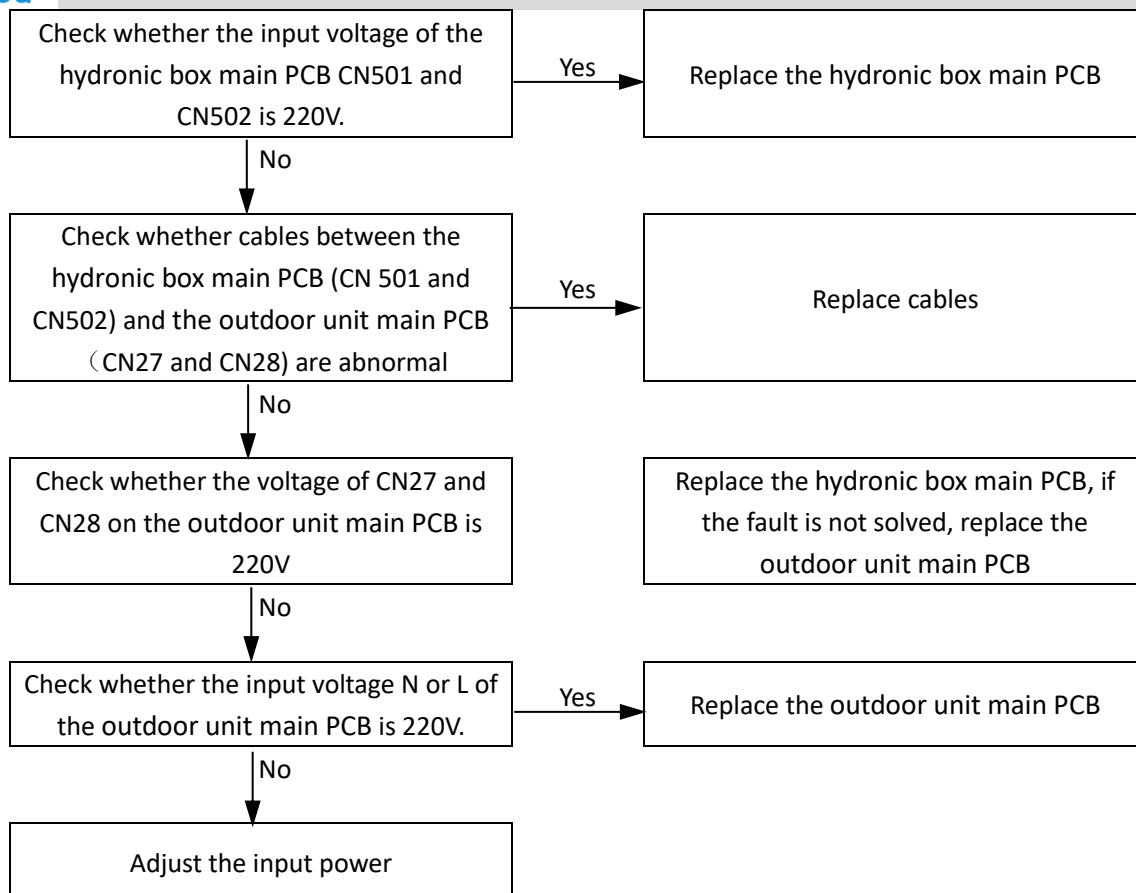 Check whether the input voltage of the
hydronic box main PCB CN501 and
CN502 is 220V.
Yes
Replace the hydronic box main PCB
No
Check whether cables between the
hydronic box main PCB (CN 501 and
CN502) and the outdoor unit main PCB
（CN27 and CN28) are abnormal
Yes
Replace cables
No
Check whether the voltage of CN27 and
CN28 on the outdoor unit main PCB is
220V
Replace the hydronic box main PCB, if
the fault is not solved, replace the
outdoor unit main PCB
No
Check whether the input voltage N or L of
the outdoor unit main PCB is 220V.
Yes
Replace the outdoor unit main PCB
No
Adjust the input power